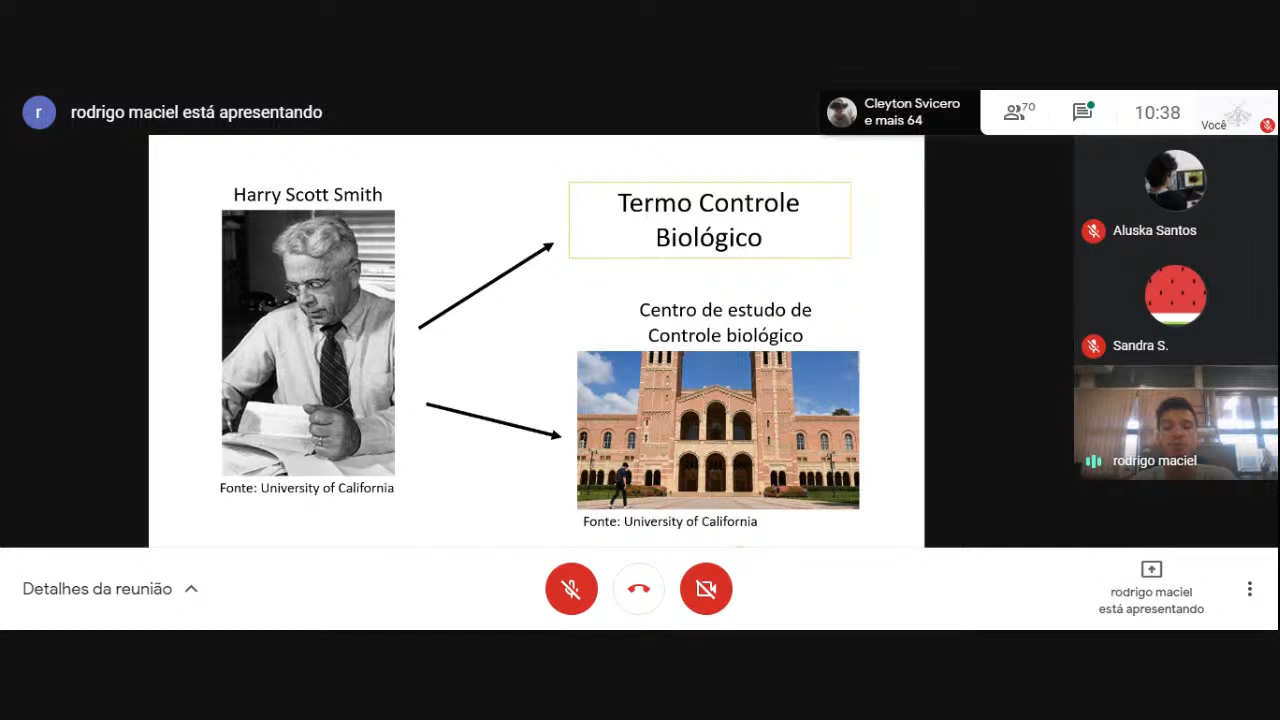 r
rodrigo maciel está apresentando
Cleyton Svicero
e mais 64
70
10:38
Você
Harry Scott Smith
Termo Controle
Biológico
Aluska Santos
Centro de estudo de
Controle biológico
Sandra S.
rodrigo maciel
Fonte: University of California
Fonte: University of California
Detalhes da reunião
rodrigo maciel
está apresentando